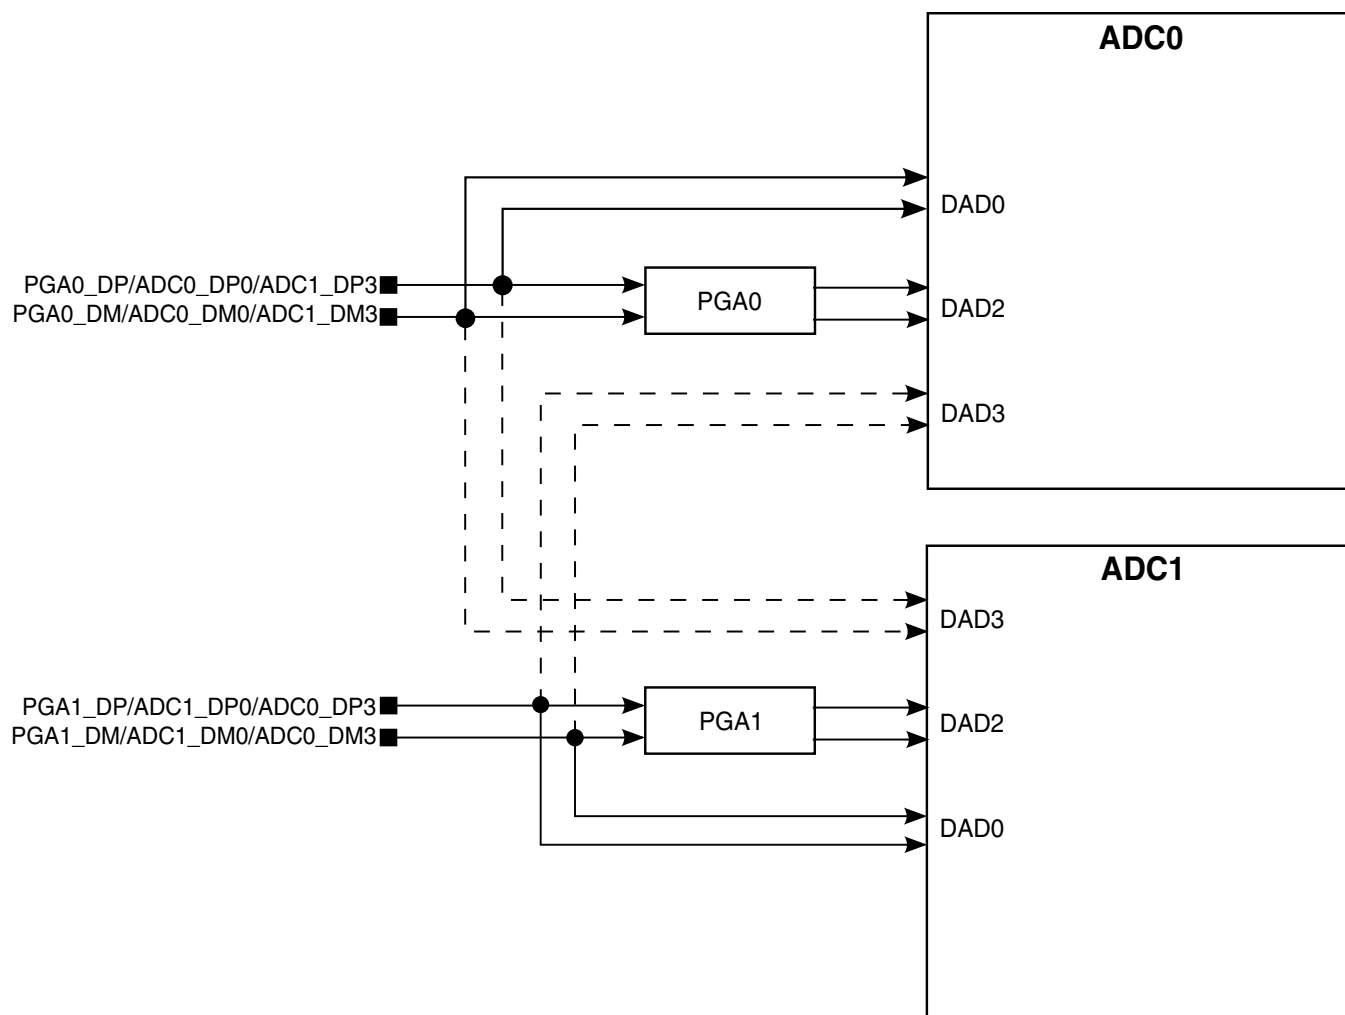 ADC0
DAD0
PGA0_DP/ADC0_DP0/ADC1_DP3
PGA0_DM/ADC0_DM0/ADC1_DM3
PGA0
DAD2
DAD3
ADC1
DAD3
PGA1_DP/ADC1_DP0/ADC0_DP3
PGA1_DM/ADC1_DM0/ADC0_DM3
PGA1
DAD2
DAD0